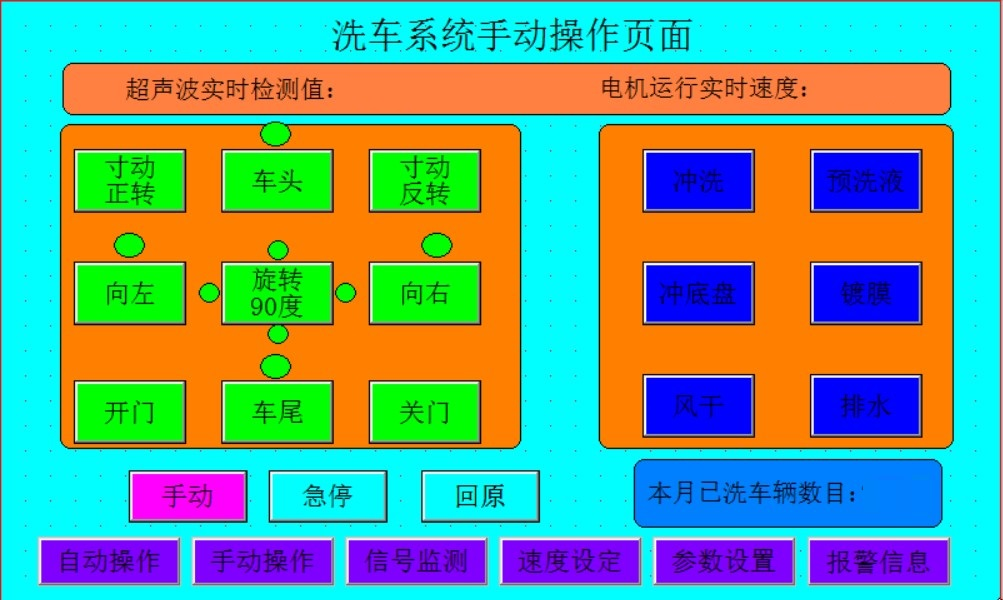 洗车系统手动操作页面
超声波实时检测值：
电机运行实时速度：
寸动
正转
车头
寸动
反转
冲洗
预洗液
向左
旋转
90度
向右
冲底盘
镀膜
开门
车尾
关门
风干
排水
手动
急停
回原
本月已洗车辆数目：
自动操作
手动操作
信号监测
速度设定
参数设置
报警信息